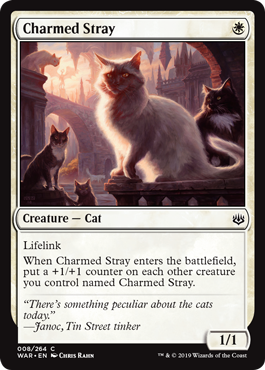 Charmed Stray
Creature — Cat
Lifelink
When Charmed Stray enters the battlefield,
put a +1/+1 counter on each other creature
you control named Charmed Stray.
"There's something peculiar about the cats
today."
—Janoc, Tin Street tinker
1/1
008/264 C
WAR • EN Chris Rahn
™ & © 2019 Wizards of the Coast